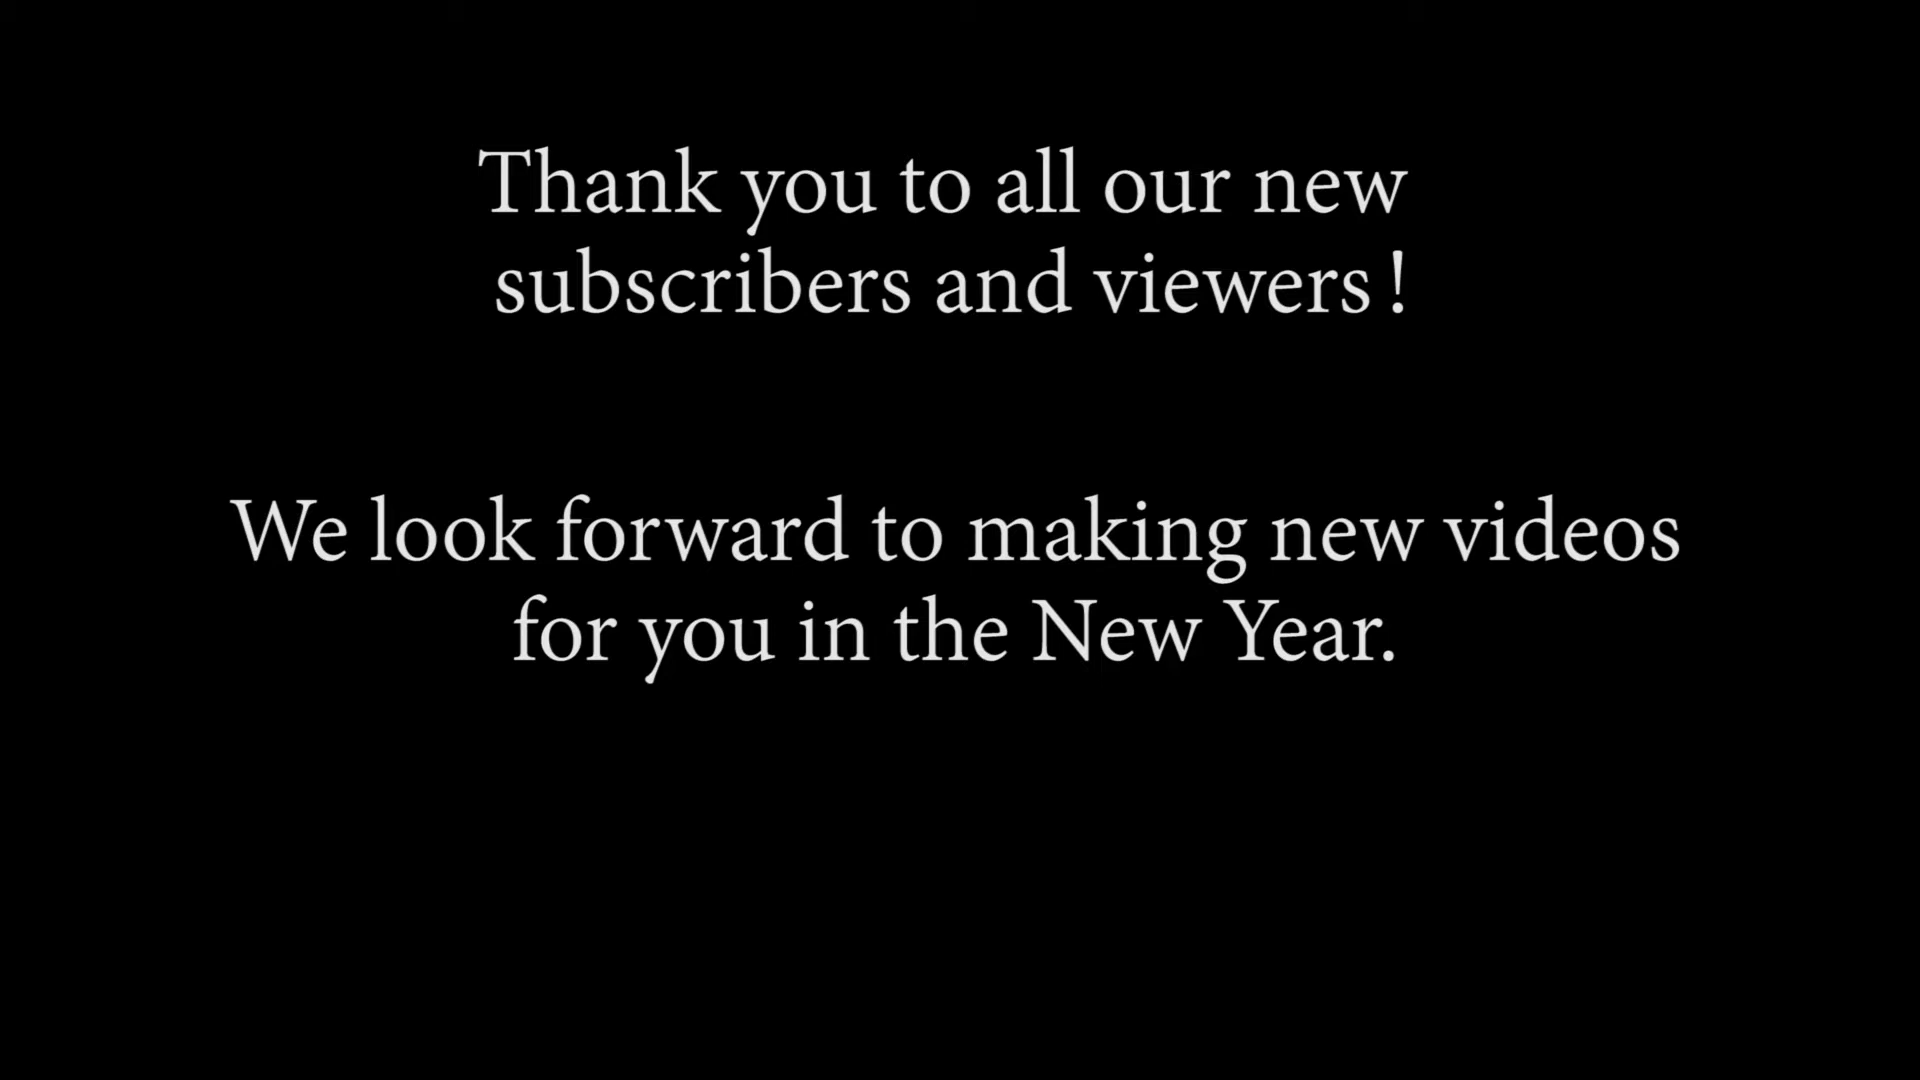 Thank you to all our new
subscribers and viewers !
We look forward to making new videos
for you in the New Year.